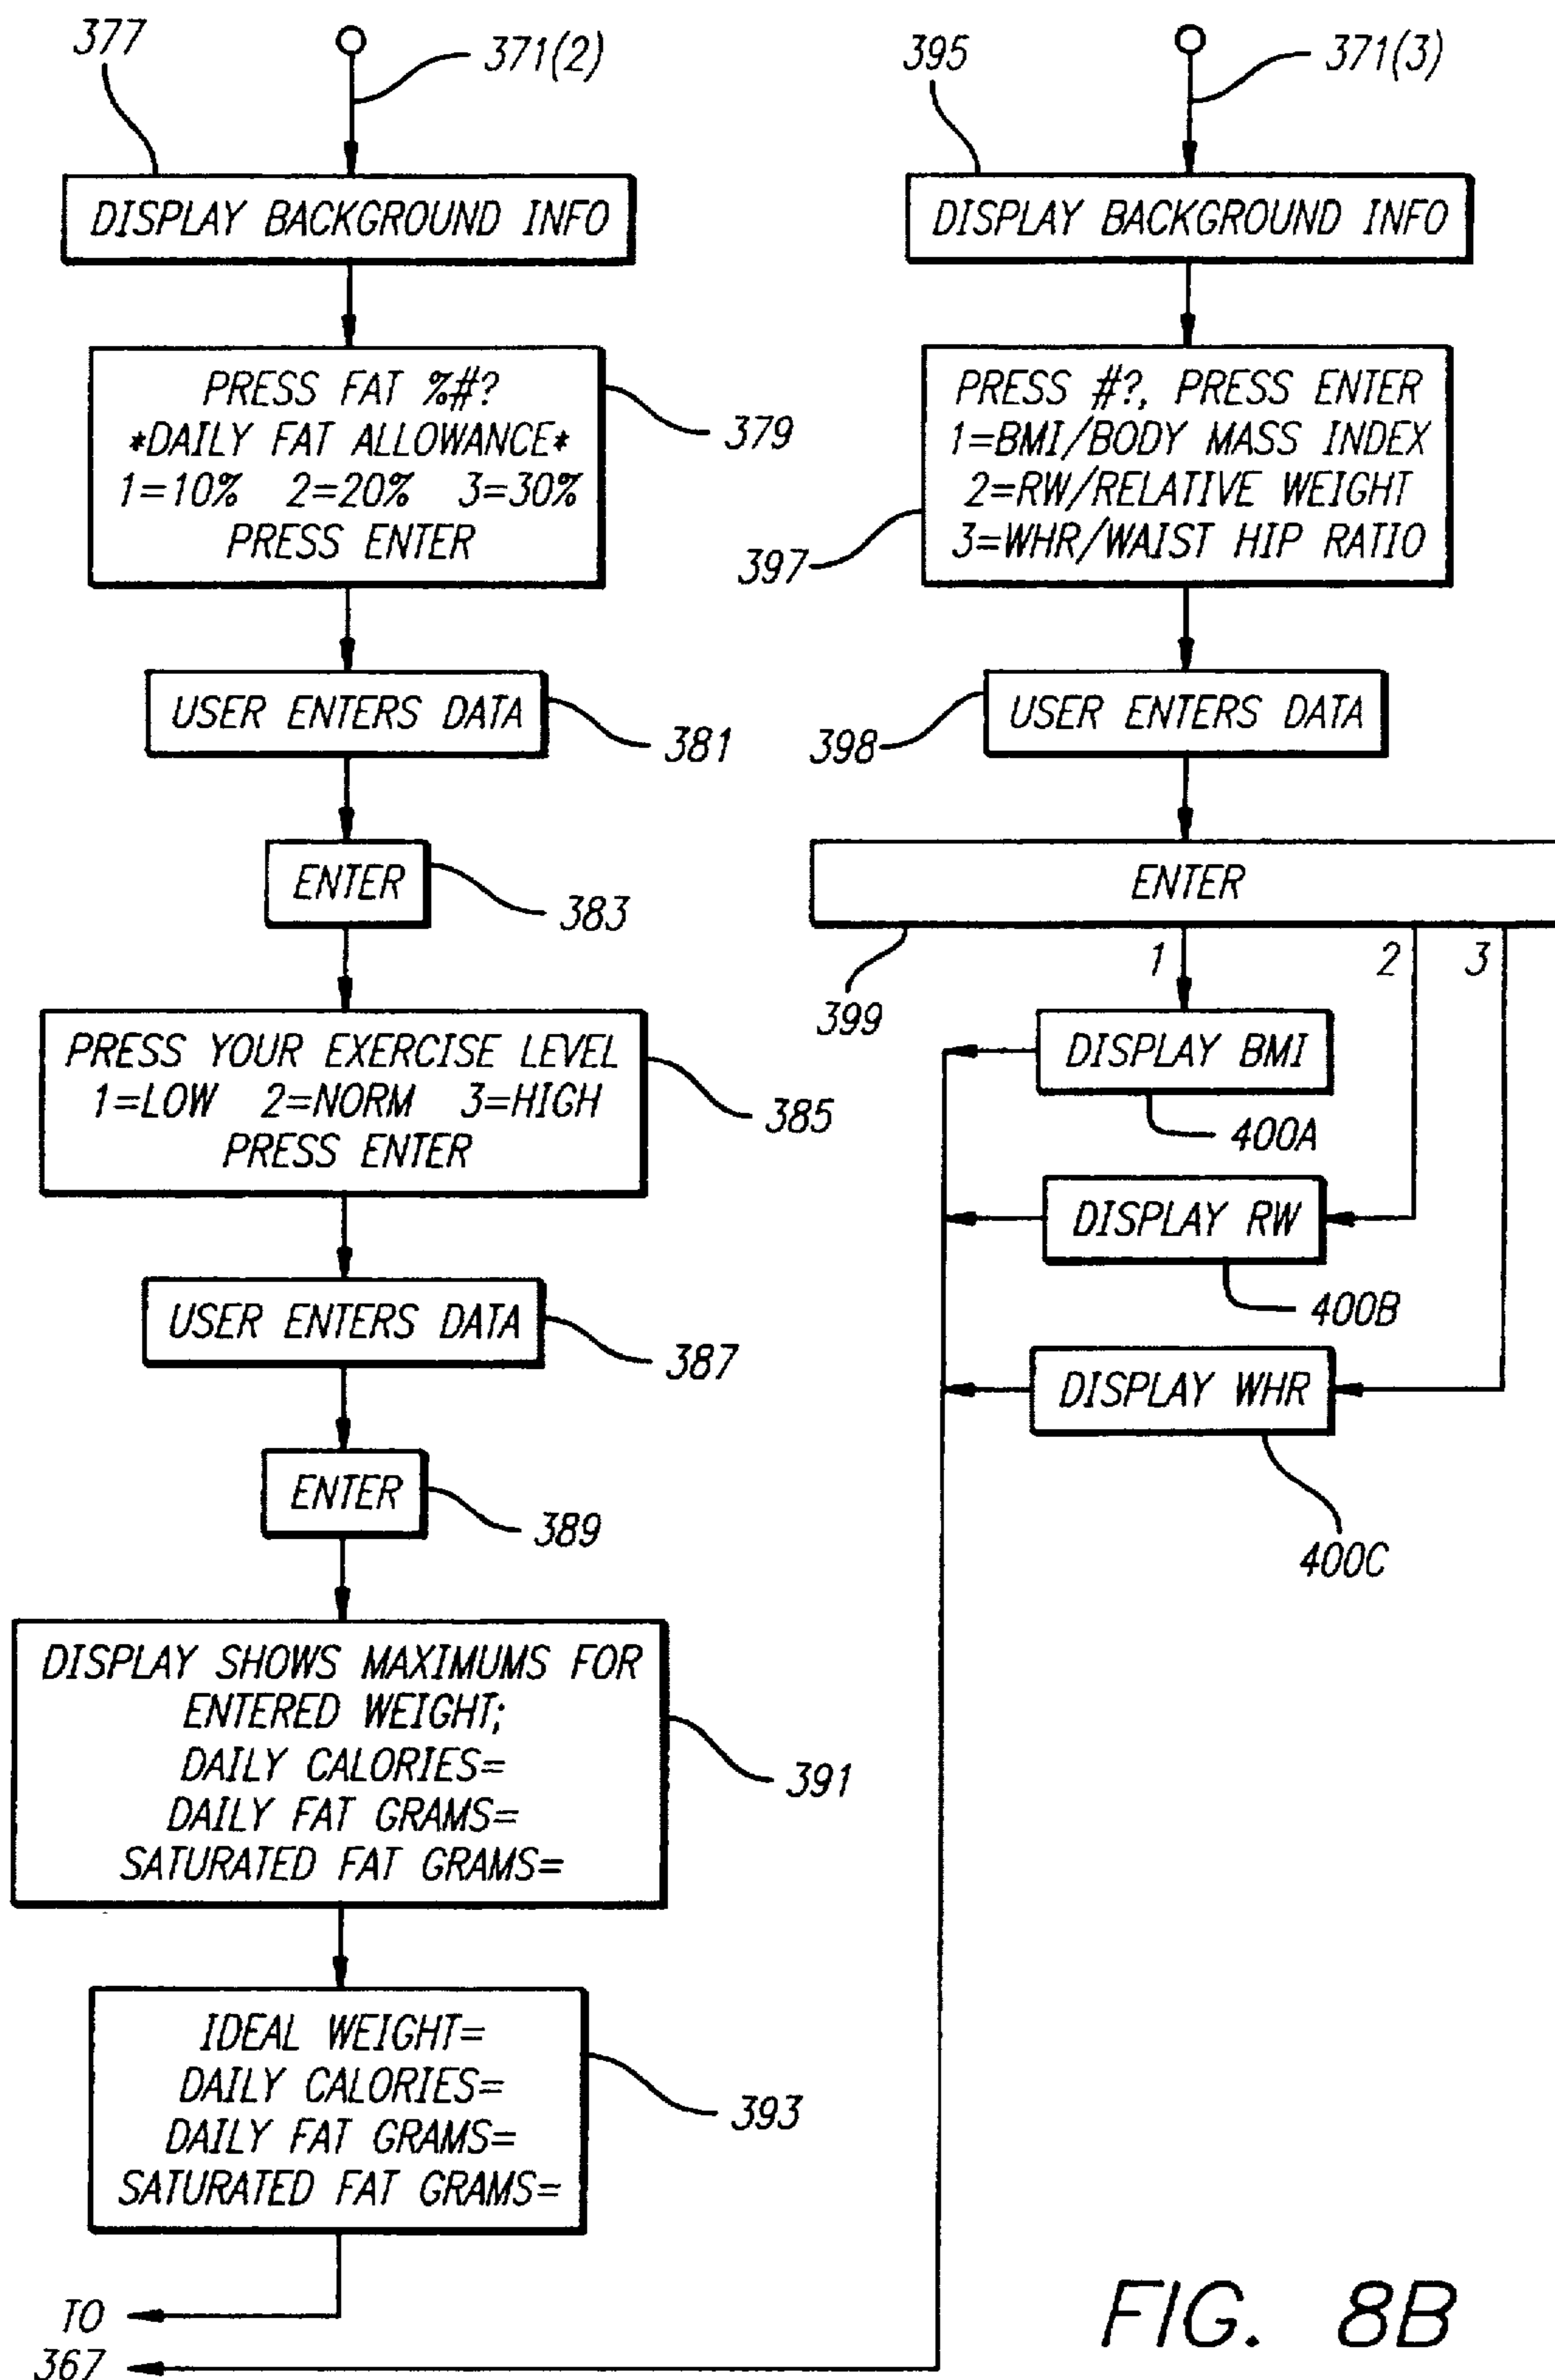 377
371(2)
DISPLAY BACKGROUND INFO
PRESS FAT %#?
*DAILY FAT ALLOWANCE*
1=10% 2=20% 3=30%
PRESS ENTER
379
USER ENTERS DATA
381
ENTER
383
PRESS YOUR EXERCISE LEVEL
1=LOW 2=NORM 3=HIGH
PRESS ENTER
385
USER ENTERS DATA
387
ENTER
389
DISPLAY SHOWS MAXIMUMS FOR
ENTERED WEIGHT;
DAILY CALORIES=
DAILY FAT GRAMS=
SATURATED FAT GRAMS=
391
IDEAL WEIGHT=
DAILY CALORIES=
DAILY FAT GRAMS=
SATURATED FAT GRAMS=
393
TO
367
395
371(3)
DISPLAY BACKGROUND INFO
PRESS #?, PRESS ENTER
1=BMI/BODY MASS INDEX
2=RW/RELATIVE WEIGHT
3=WHR/WAIST HIP RATIO
397
USER ENTERS DATA
398
ENTER
399
1 2 3
DISPLAY BMI
400A
DISPLAY RW
400B
DISPLAY WHR
400C
FIG. 8B